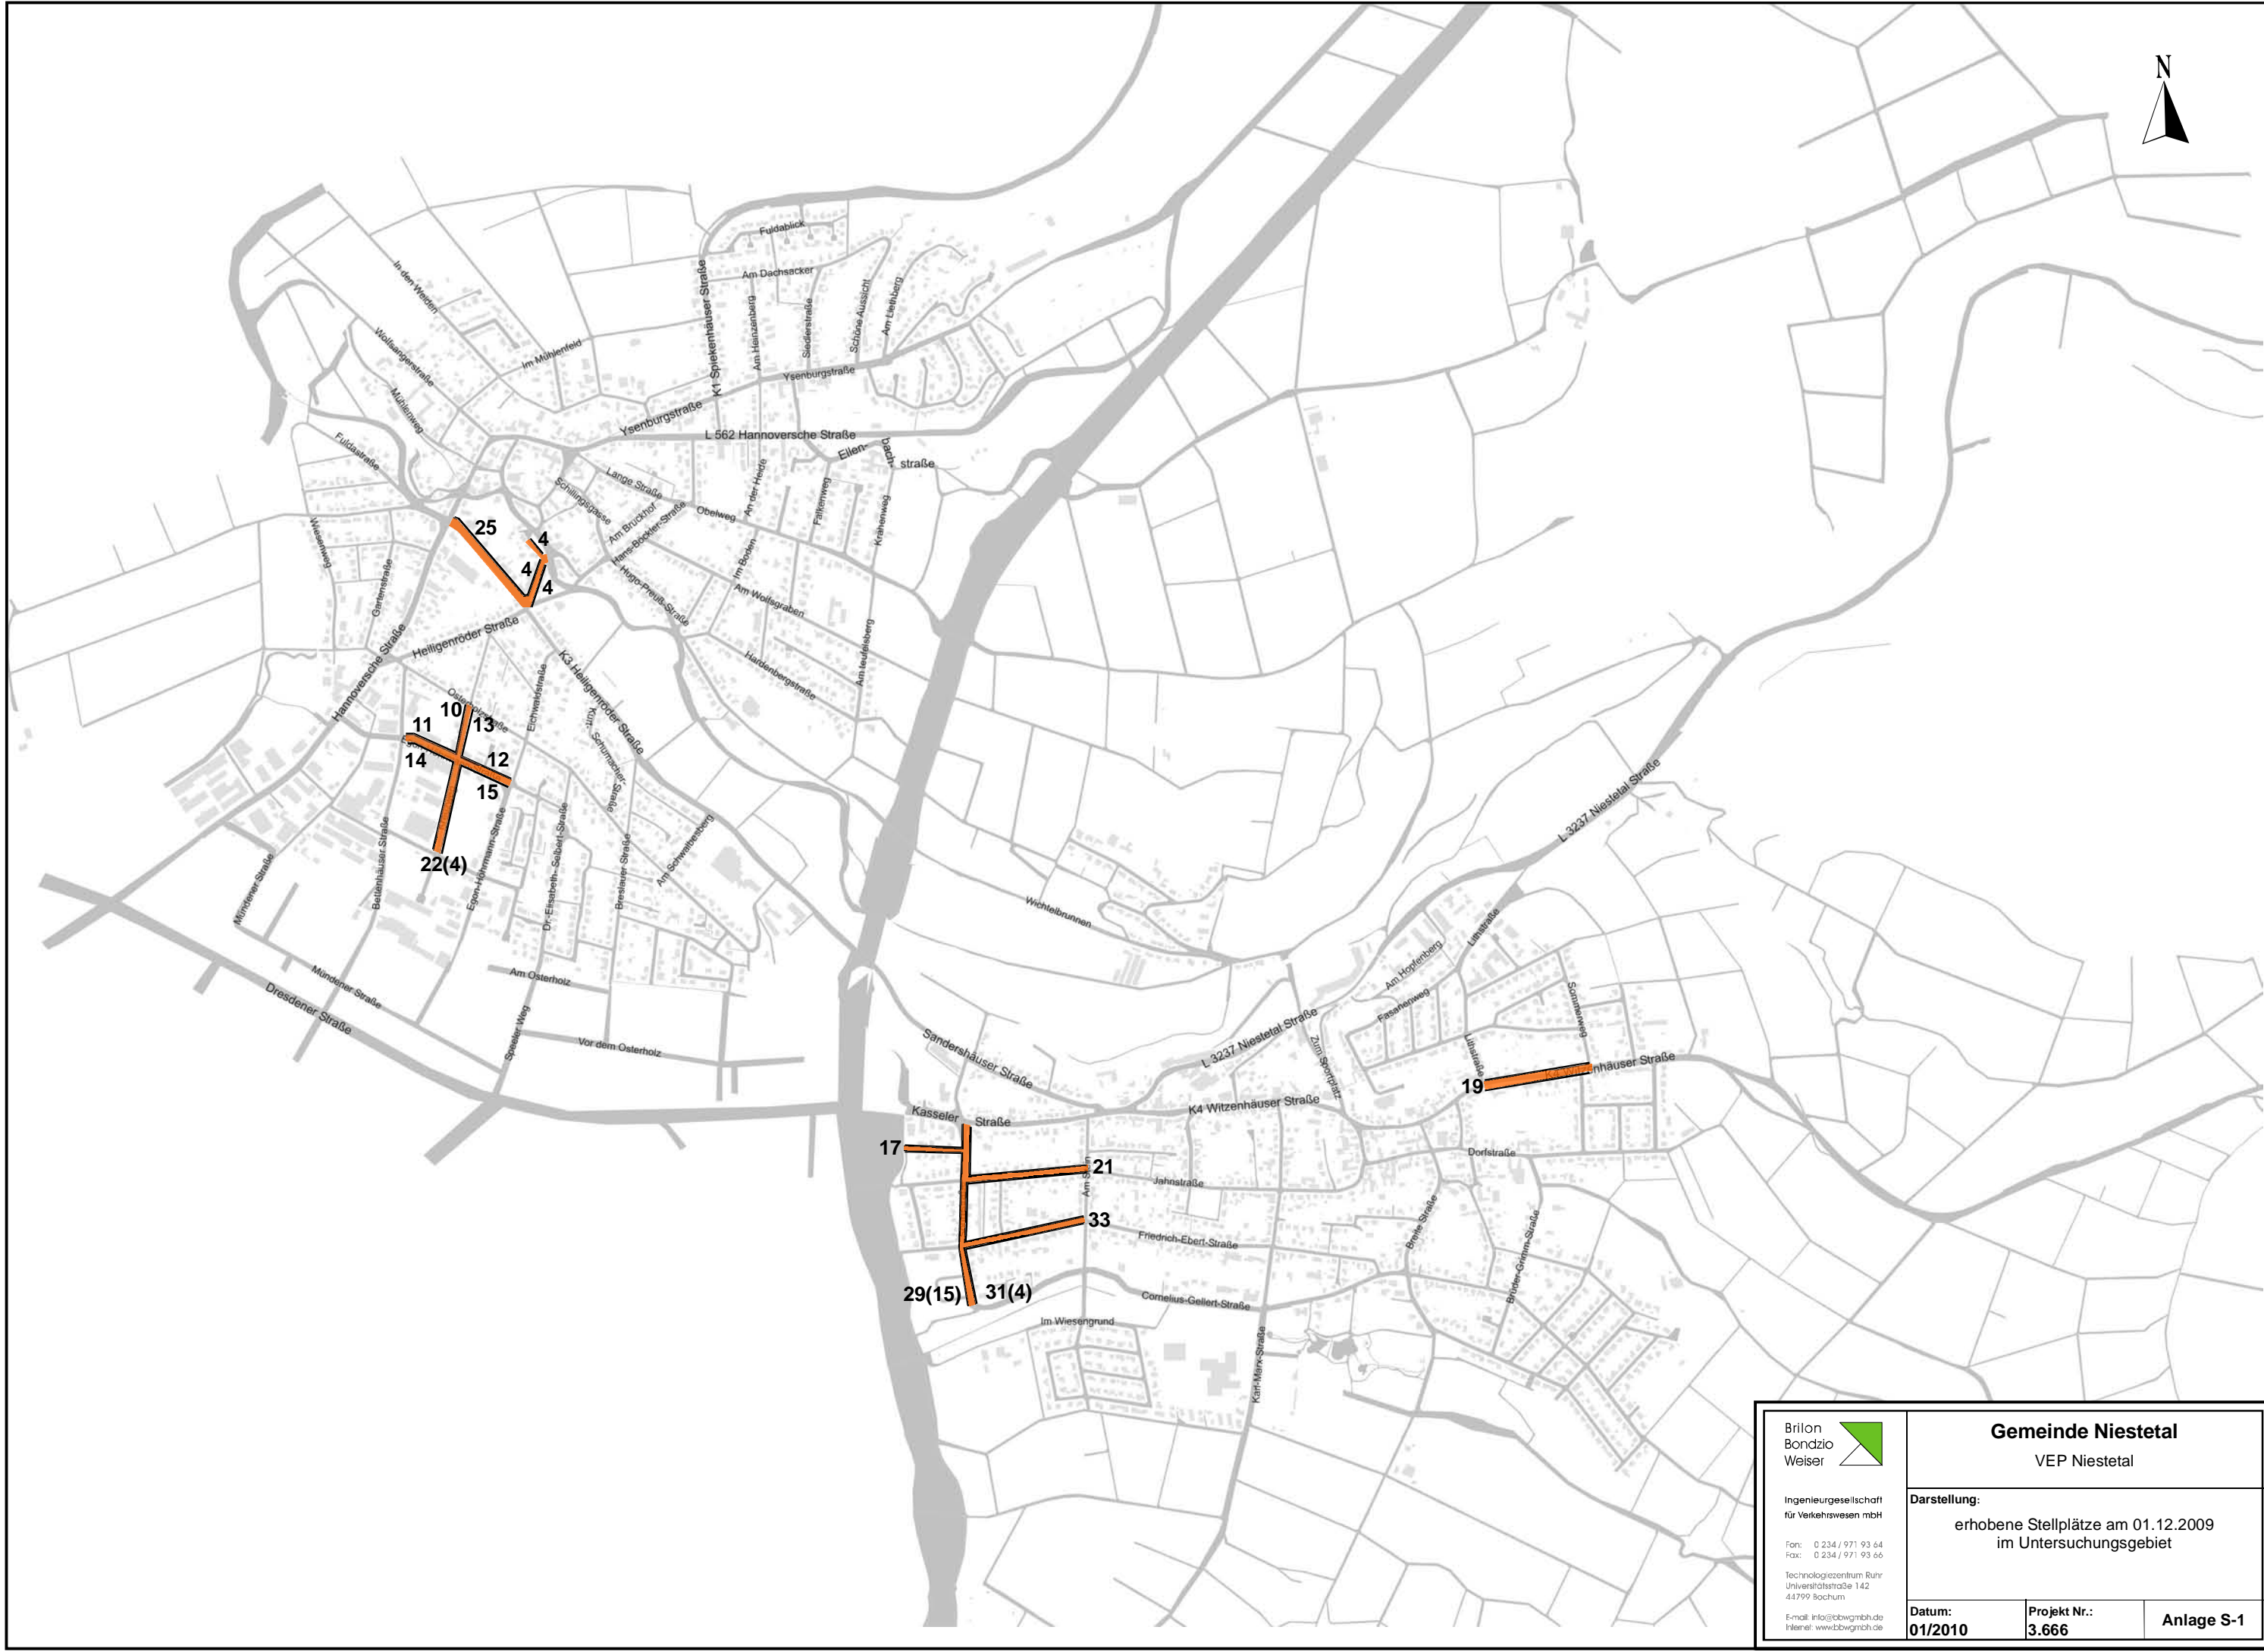 N
Fuldablick
Am Dachsacker
K1 Spiekenhäuser Straße
Am Heinzenberg
Siedlerstraße
Schöne Aussicht
Am Liethberg
In den Weiden
Wolfsangerstraße
Im Mühlenfeld
Mühlenweg
Ysenburgstraße
Ysenburgstraße
L 562 Hannoversche Straße
Ellen-
bach-
straße
Fuldastraße
Lange Straße
Schillingsgasse
Am Bruckhof
Hans-Böckler-Straße
Obelweg
An der Heide
Falkenweg
Krähenweg
25
4
4
4
Wiesenweg
Gartenstraße
Im Boden
Hugo-Preuß-Straße
Am Wolfsgraben
Heiligenröder Straße
Hannoversche Straße
K3 Heiligenröder Straße
Hardenbergstraße
Am Teufelsberg
Eichwaldstraße
10
13
11
14
12
15
Kurt-
Schumacher-
Straße
22(4)
Bettenhäuser Straße
Egon-Höhmann-Straße
Dr.-Elisabeth- Selbert-Straße
Breslauer Straße
Am Schwalbesberg
Mündener Straße
Mündener Straße
Dresdener Straße
Am Osterholz
Speeler Weg
Vor dem Osterholz
Wichtelbrunnen
L 3237 Niestetal Straße
Lithstraße
Am Hopfenberg
Fasanenweg
Sommerweg
Sandershäuser Straße
L 3237 Niestetal Straße
Zum Sportplatz
Lithstraße
19
Kasseler
Straße
K4 Witzenhäuser Straße
K4 Witzenhäuser Straße
17
21
Am Stein
Jahnstraße
Dorfstraße
33
Friedrich-Ebert-Straße
Breite Straße
Brüder-Grimm-Straße
29(15)
31(4)
Cornelius-Gellert-Straße
Im Wiesengrund
Karl-Marx-Straße
Brilon
Bondzio
Weiser
Ingenieurgesellschaft
für Verkehrswesen mbH
Fon: 0 234 / 971 93 64
Fax: 0 234 / 971 93 66
Technologiezentrum Ruhr
Universitätsstraße 142
44799 Bochum
E-mail: info@bbwgmbh.de
Internet: www.bbwgmbh.de
Gemeinde Niestetal
VEP Niestetal
Darstellung:
erhobene Stellplätze am 01.12.2009
im Untersuchungsgebiet
Datum:
01/2010
Projekt Nr.:
3.666
Anlage S-1